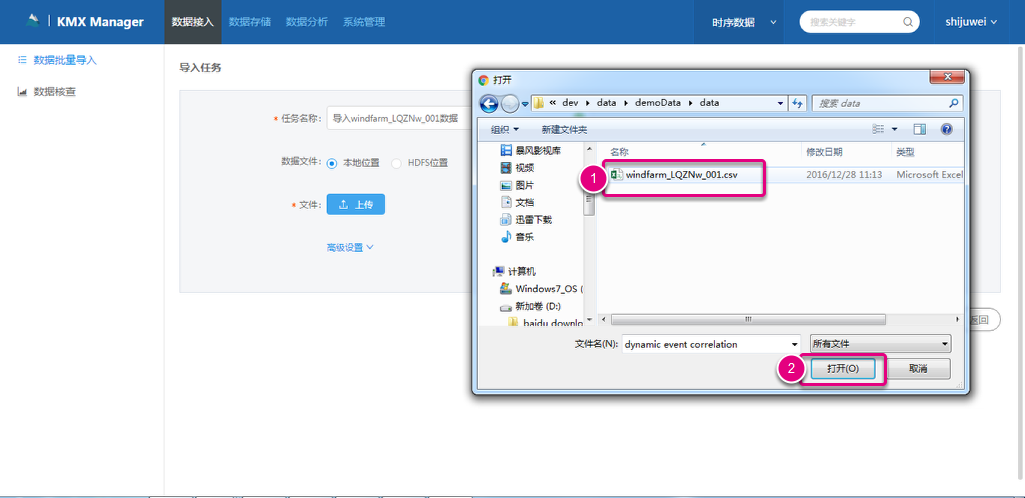 KMX Manager 数据接入 数据存储 数据分析 系统管理 时序数据 搜索关键字 shijuwei
数据批量导入
数据核查
导入任务
* 任务名称: 导入windfarm_LQZNw_001数据
数据文件: 本地位置 HDFS位置
* 文件: 上传
高级设置
返回
打开
« dev data demoData data 搜索 data
组织 新建文件夹
暴风影视库
视频
图片
文档
迅雷下载
音乐
计算机
Windows7_OS (
新加卷 (D:)
baidu downlo
名称 修改日期 类型
1 windfarm_LQZNw_001.csv 2016/12/28 11:13 Microsoft Excel
文件名(N): dynamic event correlation 所有文件
2 打开(O) 取消